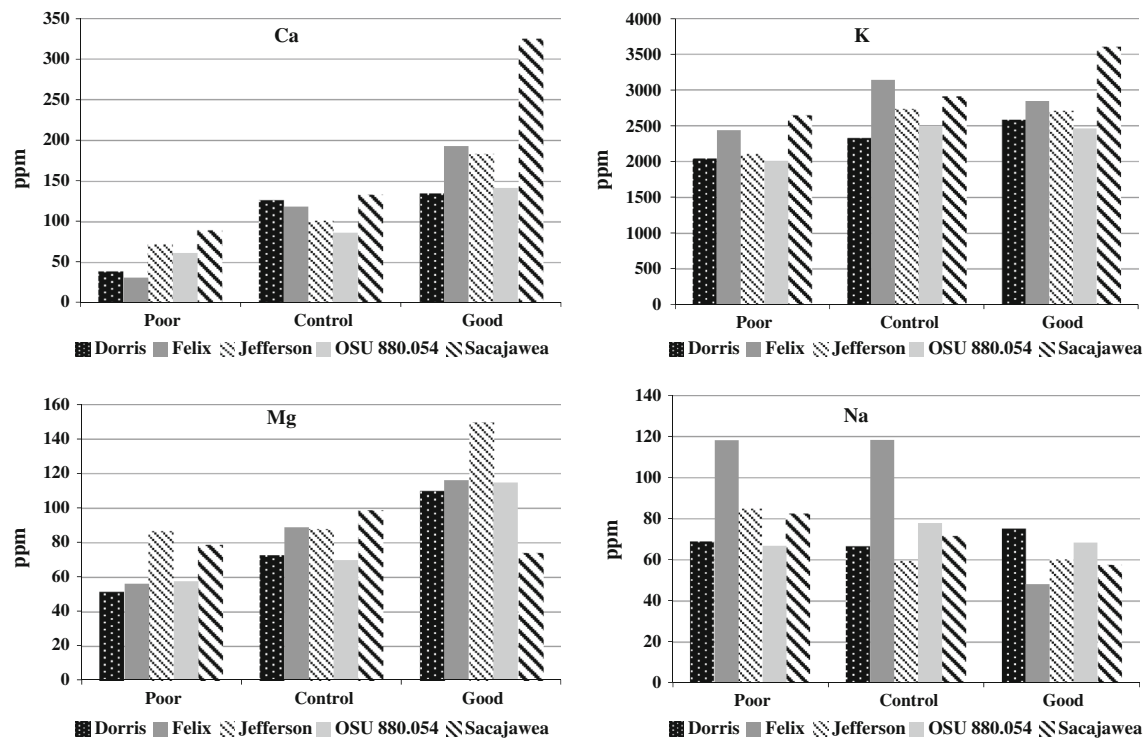 Ca
350
300
250
200
150
100
50
0
ppm
Poor Control Good
Dorris Felix Jefferson OSU 880.054 Sacajawea
K
4000
3500
3000
2500
2000
2000
3000
1000
500
0
ppm
Poor Control Good
Dorris Felix Jefferson OSU 880.054 Sacajawea
Mg
160
140
120
100
80
60
40
20
0
ppm
Poor Control Good
Dorris Felix Jefferson OSU 880.054 Sacajawea
Na
140
120
100
80
60
40
20
0
ppm
Poor Control Good
Dorris Felix Jefferson OSU 880.054 Sacajawea